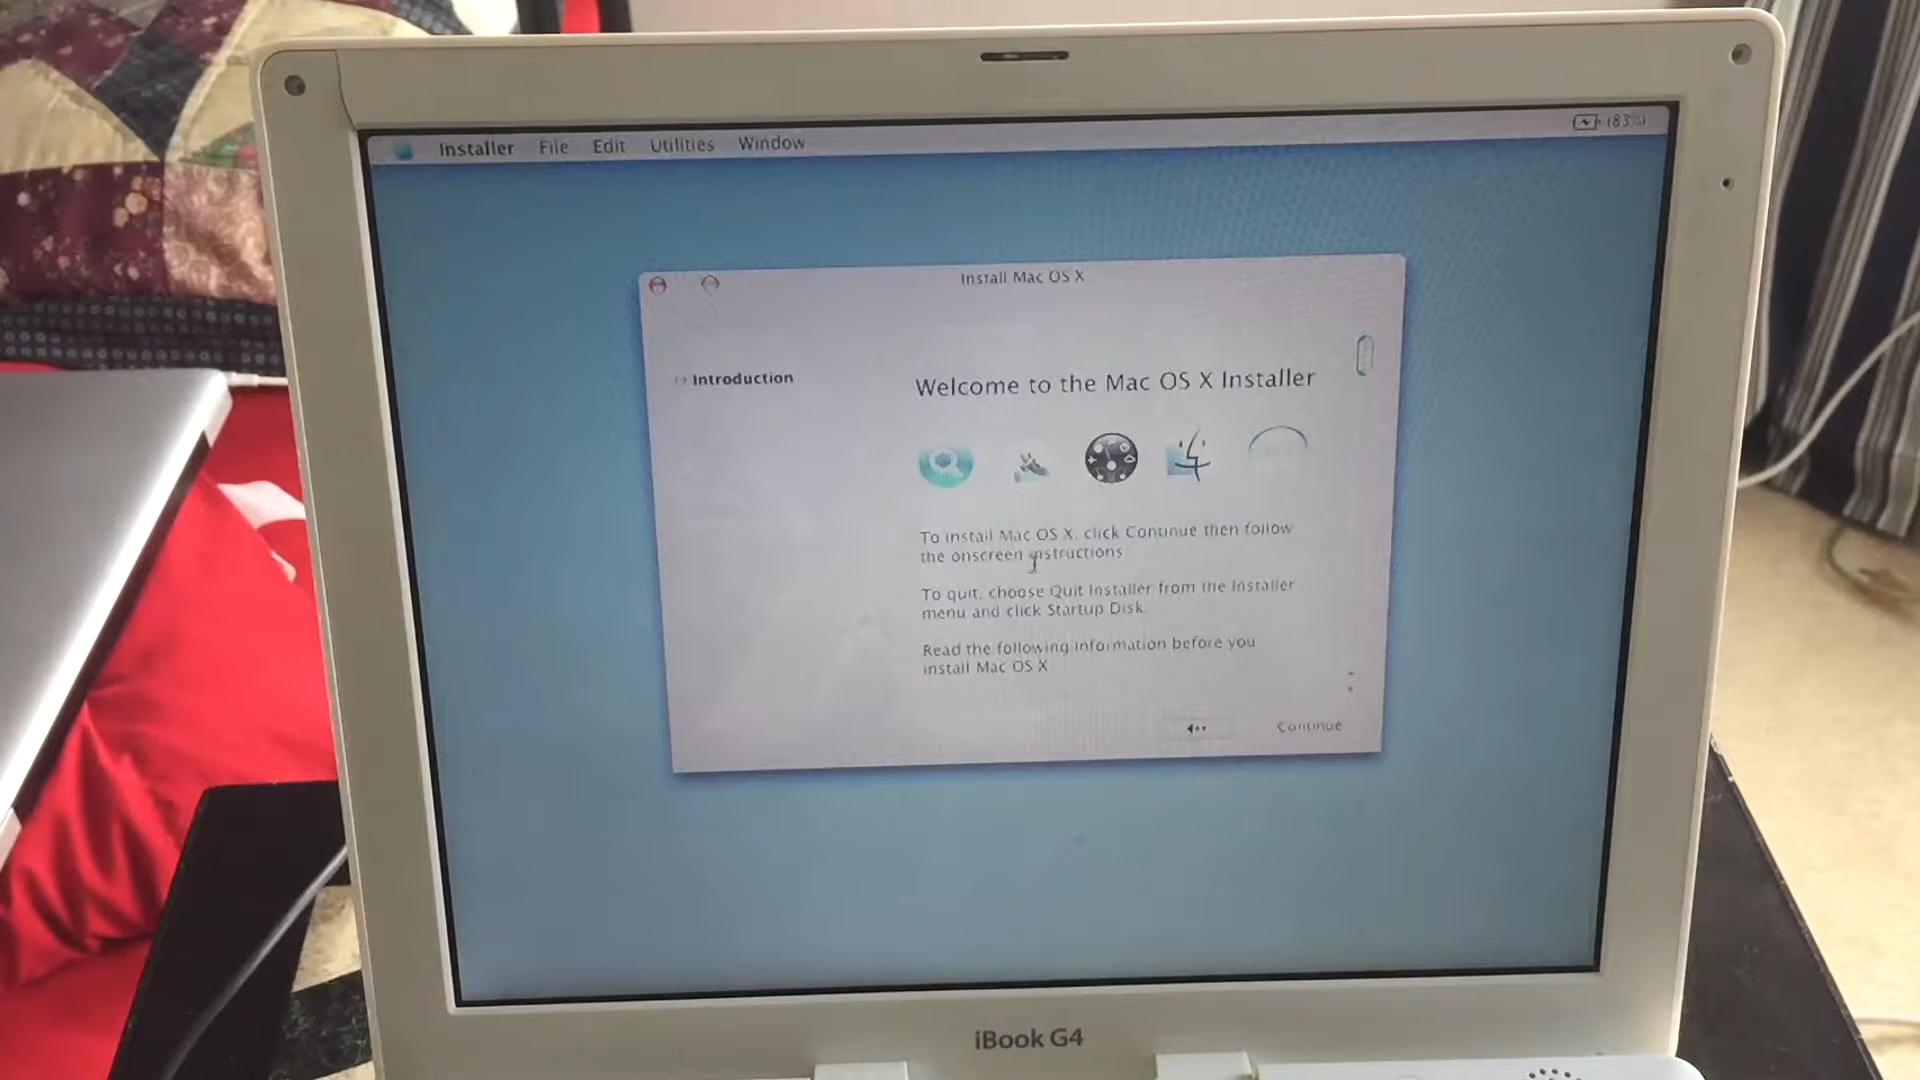 Installer File Edit Utilities Window (83%)
Install Mac OS X
Introduction
Welcome to the Mac OS X Installer
To install Mac OS X, click Continue then follow
the onscreen instructions
To quit, choose Quit Installer from the Installer
menu and click Startup Disk
Read the following information before you
install Mac OS X
Continue
iBook G4